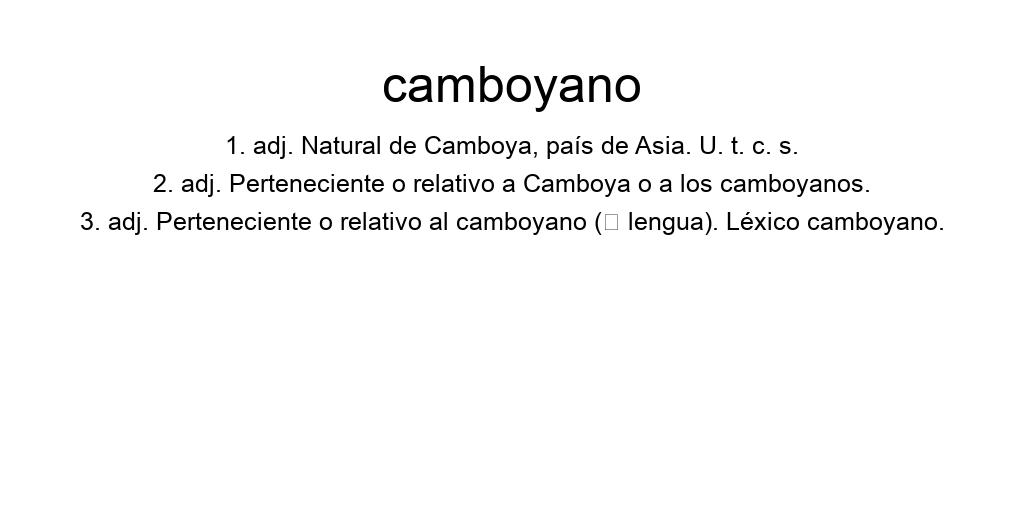 camboyano
1. adj. Natural de Camboya, país de Asia. U. t. c. s.
2. adj. Perteneciente o relativo a Camboya o a los camboyanos.
3. adj. Perteneciente o relativo al camboyano (□ lengua). Léxico camboyano.